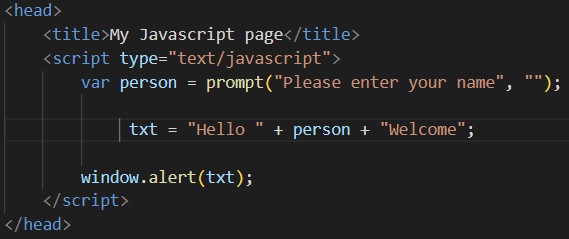 <head>
<title>My Javascript page</title>
<script type="text/javascript">
var person = prompt("Please enter your name", "");
txt = "Hello " + person + "Welcome";
window.alert(txt);
</script>
</head>